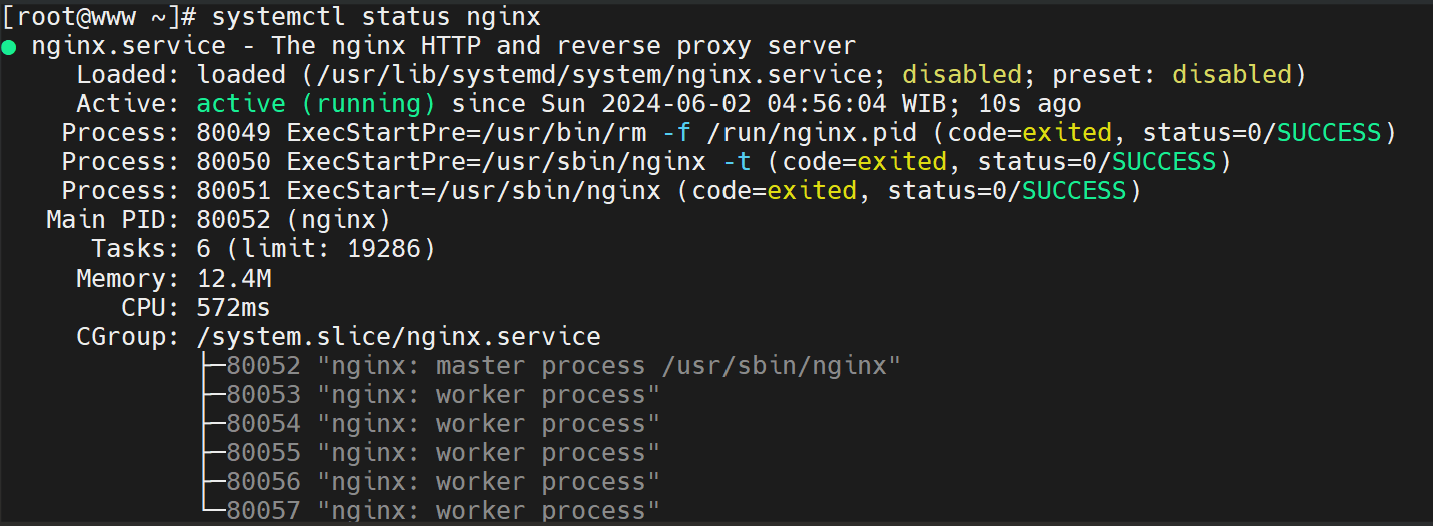 [root@www ~]# systemctl status nginx
● nginx.service - The nginx HTTP and reverse proxy server
     Loaded: loaded (/usr/lib/systemd/system/nginx.service; disabled; preset: disabled)
     Active: active (running) since Sun 2024-06-02 04:56:04 WIB; 10s ago
    Process: 80049 ExecStartPre=/usr/bin/rm -f /run/nginx.pid (code=exited, status=0/SUCCESS)
    Process: 80050 ExecStartPre=/usr/sbin/nginx -t (code=exited, status=0/SUCCESS)
    Process: 80051 ExecStart=/usr/sbin/nginx (code=exited, status=0/SUCCESS)
   Main PID: 80052 (nginx)
      Tasks: 6 (limit: 19286)
     Memory: 12.4M
        CPU: 572ms
     CGroup: /system.slice/nginx.service
             ├─80052 "nginx: master process /usr/sbin/nginx"
             ├─80053 "nginx: worker process"
             ├─80054 "nginx: worker process"
             ├─80055 "nginx: worker process"
             ├─80056 "nginx: worker process"
             └─80057 "nginx: worker process"